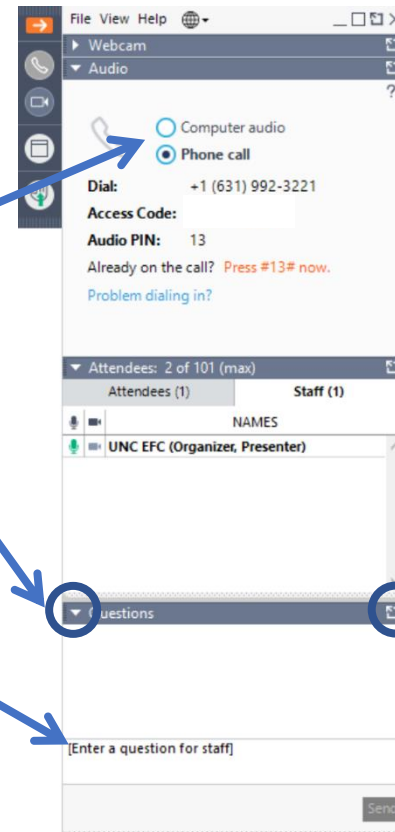 File View Help
Webcam
Audio
?
Computer audio
Phone call
Dial: +1 (631) 992-3221
Access Code:
Audio PIN: 13
Already on the call? Press #13# now.
Problem dialing in?
Attendees: 2 of 101 (max)
Attendees (1) Staff (1)
NAMES
UNC EFC (Organizer, Presenter)
Questions
[Enter a question for staff]
Send